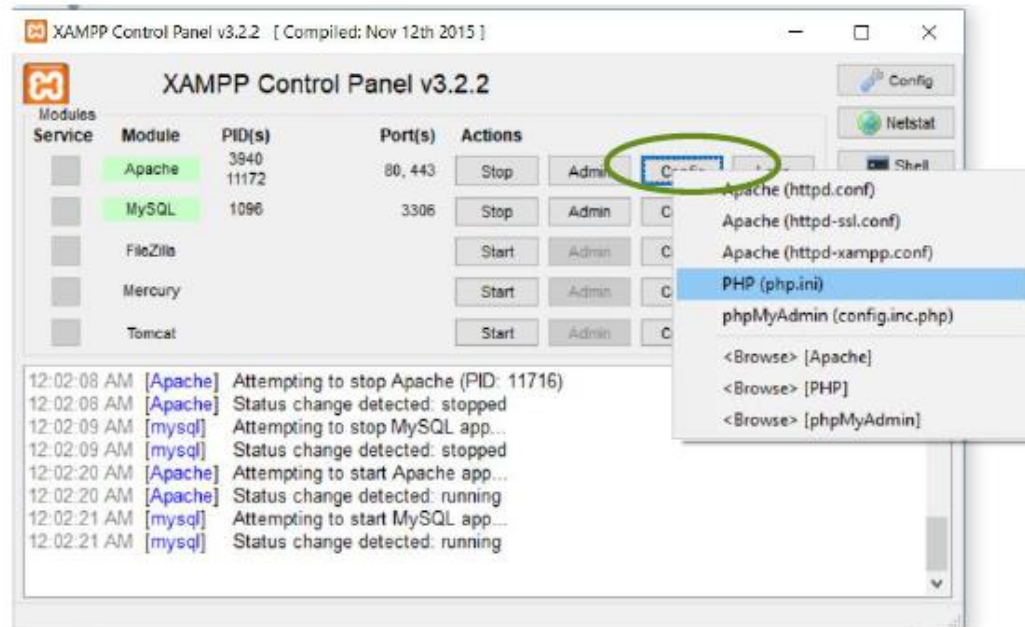 XAMPP Control Panel v3.2.2 [ Compiled: Nov 12th 2015 ]
XAMPP Control Panel v3.2.2
Config
Modules
Netstat
Service Module PID(s) Port(s) Actions
Shell
Apache 3940 11172 80, 443 Stop Admin Config
MySQL 1096 3306 Stop Admin
FileZilla Start Admin
Mercury Start Admin
Tomcat Start Admin
Apache (httpd.conf)
Apache (httpd-ssl.conf)
Apache (httpd-xampp.conf)
PHP (php.ini)
phpMyAdmin (config.inc.php)
<Browse> [Apache]
<Browse> [PHP]
<Browse> [phpMyAdmin]
12:02:08 AM [Apache] Attempting to stop Apache (PID: 11716)
12:02:08 AM [Apache] Status change detected: stopped
12:02:09 AM [mysql] Attempting to stop MySQL app...
12:02:09 AM [mysql] Status change detected: stopped
12:02:20 AM [Apache] Attempting to start Apache app...
12:02:20 AM [Apache] Status change detected: running
12:02:21 AM [mysql] Attempting to start MySQL app...
12:02:21 AM [mysql] Status change detected: running